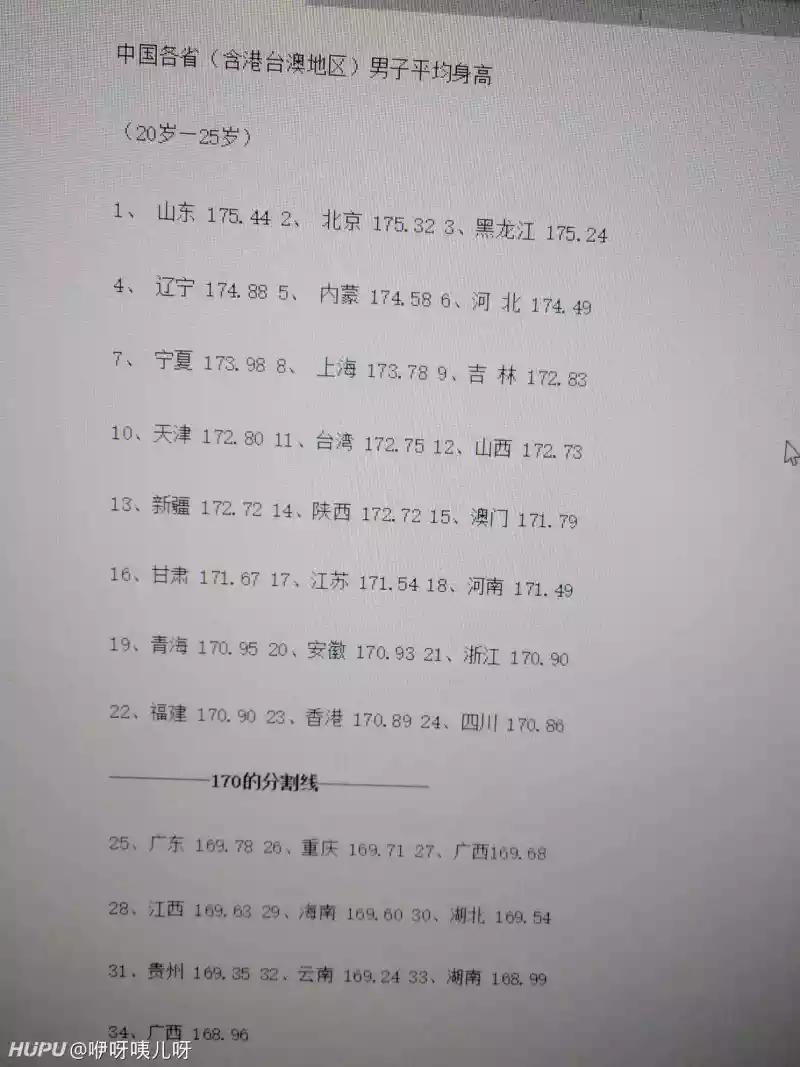 中国各省（含港台澳地区）男子平均身高
（20岁一25岁）
1、 山东 175.44 2、 北京 175.32 3、黑龙江 175.24
4、 辽宁 174.88 5、 内蒙 174.58 6、河 北 174.49
7、 宁夏 173.98 8、 上海 173.78 9、吉 林 172.83
10、天津 172.80 11、台湾 172.75 12、山西 172.73
13、新疆 172.72 14、陕西 172.72 15、澳门 171.79
16、甘肃 171.67 17、江苏 171.54 18、河南 171.49
19、青海 170.95 20、安徽 170.93 21、浙江 170.90
22、福建 170.90 23、香港 170.89 24、四川 170.86
——————170的分割线——————
25、广东 169.78 26、重庆 169.71 27、广西169.68
28、江西 169.63 29、海南 169.60 30、湖北 169.54
31、贵州 169.35 32、云南 169.24 33、湖南 168.99
34、广西 168.96
HUPU @咿呀咦儿呀